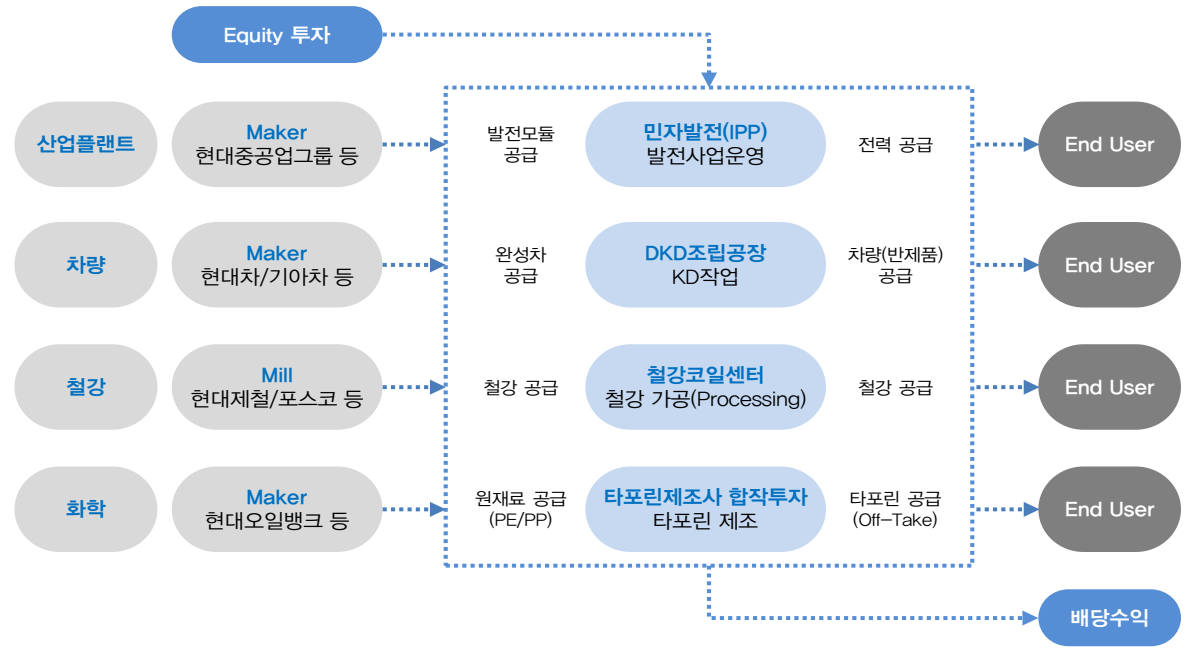 Equity 투자
산업플랜트
Maker
현대중공업그룹 등
발전모듈
공급
민자발전(IPP)
발전사업운영
전력 공급
End User
차량
Maker
현대차/기아차 등
완성차
공급
DKD조립공장
KD작업
차량(반제품)
공급
End User
철강
Mill
현대제철/포스코 등
철강 공급
철강코일센터
철강 가공(Processing)
철강 공급
End User
화학
Maker
현대오일뱅크 등
원재료 공급
(PE/PP)
타포린제조사 합작투자
타포린 제조
타포린 공급
(Off-Take)
End User
배당수익